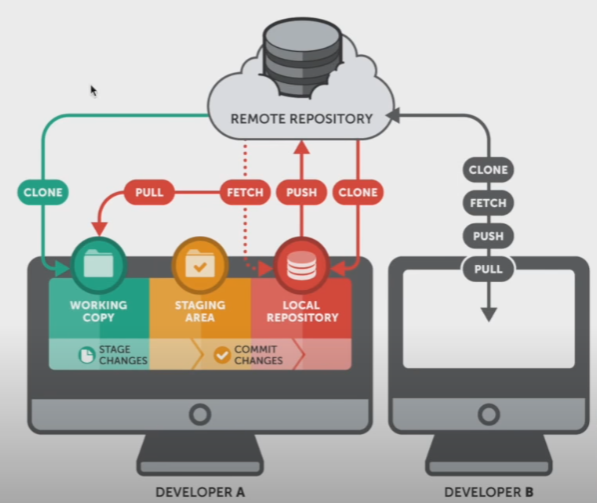 REMOTE REPOSITORY
CLONE
PULL
FETCH
PUSH
CLONE
CLONE
FETCH
PUSH
PULL
WORKING
COPY
STAGING
AREA
LOCAL
REPOSITORY
STAGE
CHANGES
COMMIT
CHANGES
DEVELOPER A
DEVELOPER B